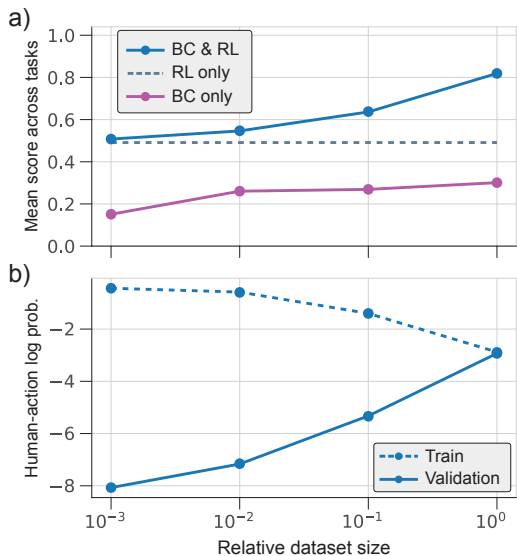 a)
1.0
0.8
0.6
0.4
0.2
0.0
Mean score across tasks
BC & RL
RL only
BC only
b)
−2
−4
−6
−8
Human-action log prob.
Train
Validation
10⁻³
10⁻²
10⁻¹
10⁰
Relative dataset size